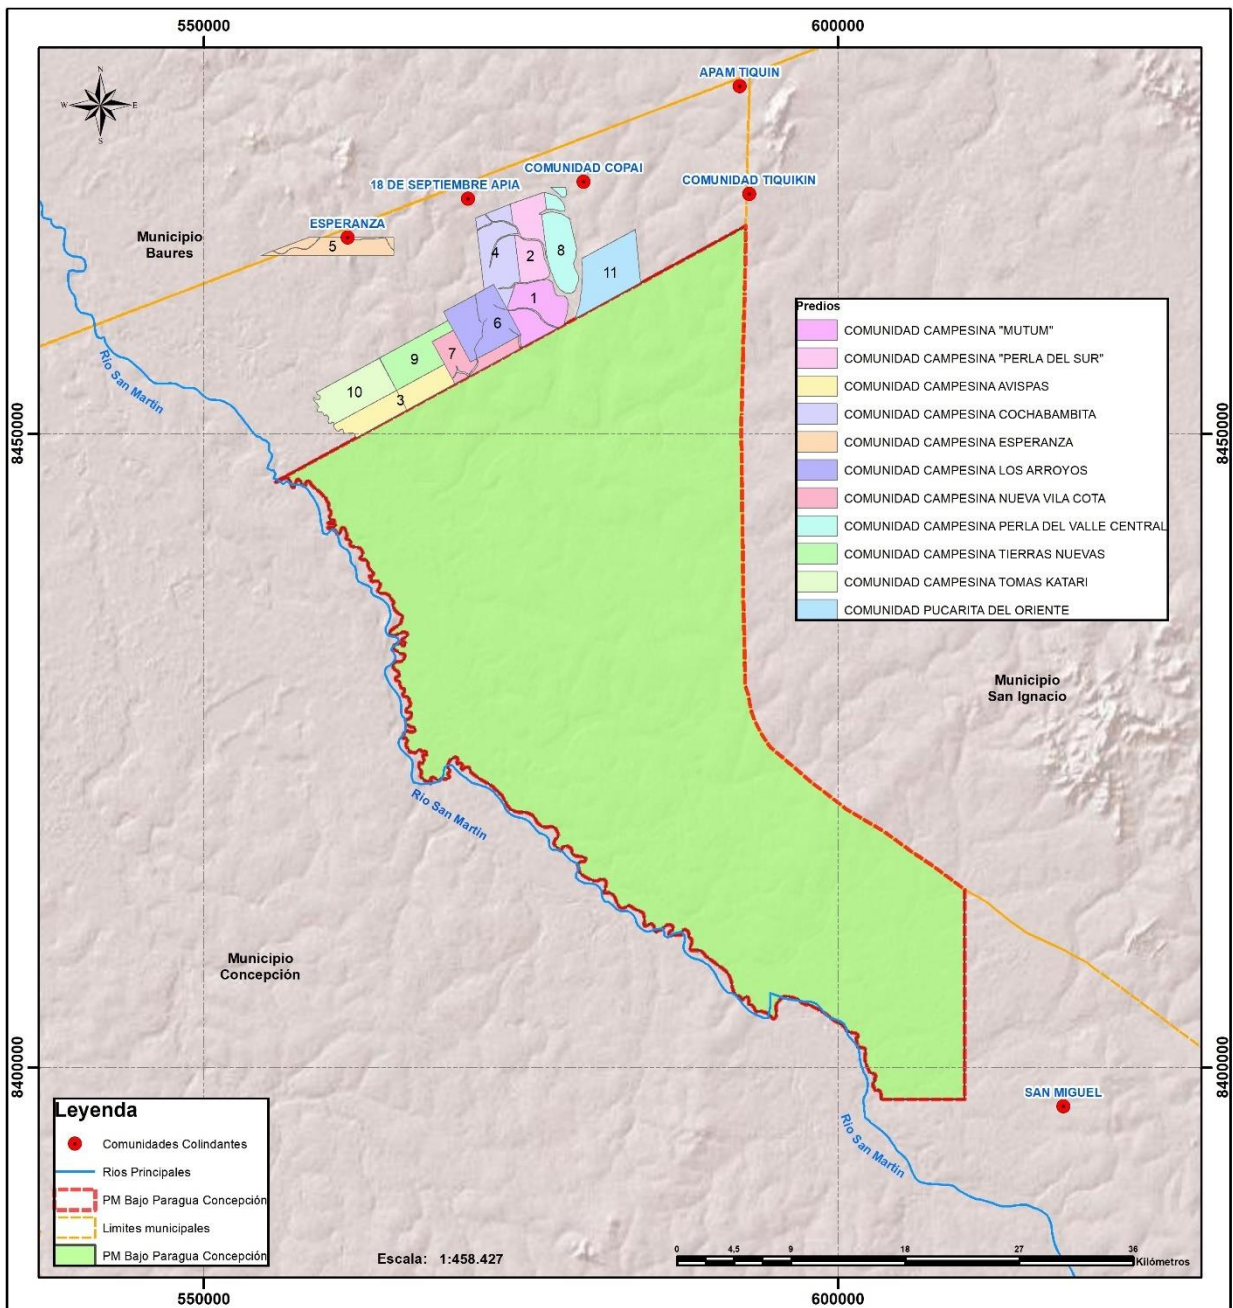 550000
600000
N
W
E
S
APAM TIQUIN
COMUNIDAD COPAI
18 DE SEPTIEMBRE APIA
COMUNIDAD TIQUIKIN
ESPERANZA
Municipio
Baures
5
4
2
8
11
1
6
7
9
10
3
Rio San Martin
8450000
8450000
Predios
COMUNIDAD CAMPESINA "MUTUM"
COMUNIDAD CAMPESINA "PERLA DEL SUR"
COMUNIDAD CAMPESINA AVISPAS
COMUNIDAD CAMPESINA COCHABAMBITA
COMUNIDAD CAMPESINA ESPERANZA
COMUNIDAD CAMPESINA LOS ARROYOS
COMUNIDAD CAMPESINA NUEVA VILA COTA
COMUNIDAD CAMPESINA PERLA DEL VALLE CENTRAL
COMUNIDAD CAMPESINA TIERRAS NUEVAS
COMUNIDAD CAMPESINA TOMAS KATARI
COMUNIDAD PUCARITA DEL ORIENTE
Municipio
San Ignacio
Rio San Martin
Municipio
Concepción
8400000
8400000
SAN MIGUEL
Rio San Martin
Leyenda
Comunidades Colindantes
Rios Principales
PM Bajo Paragua Concepción
Limites municipales
PM Bajo Paragua Concepción
Escala: 1:458.427
0 4,5 9 18 27 36
Kilómetros
550000
600000